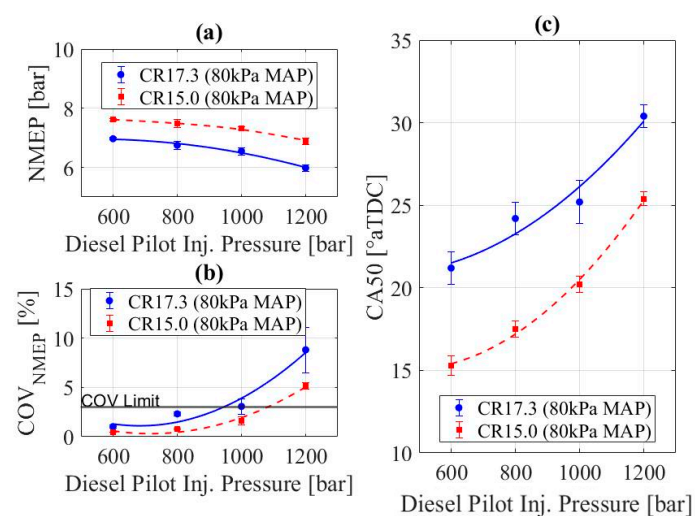 (a)
10
8
6
NMEP [bar]
CR17.3 (80kPa MAP)
CR15.0 (80kPa MAP)
600 800 1000 1200
Diesel Pilot Inj. Pressure [bar]
(b)
15
10
5
0
COV_NMEP [%]
CR17.3 (80kPa MAP)
CR15.0 (80kPa MAP)
COV Limit
600 800 1000 1200
Diesel Pilot Inj. Pressure [bar]
(c)
35
30
25
20
15
10
CA50 [°aTDC]
CR17.3 (80kPa MAP)
CR15.0 (80kPa MAP)
600 800 1000 1200
Diesel Pilot Inj. Pressure [bar]